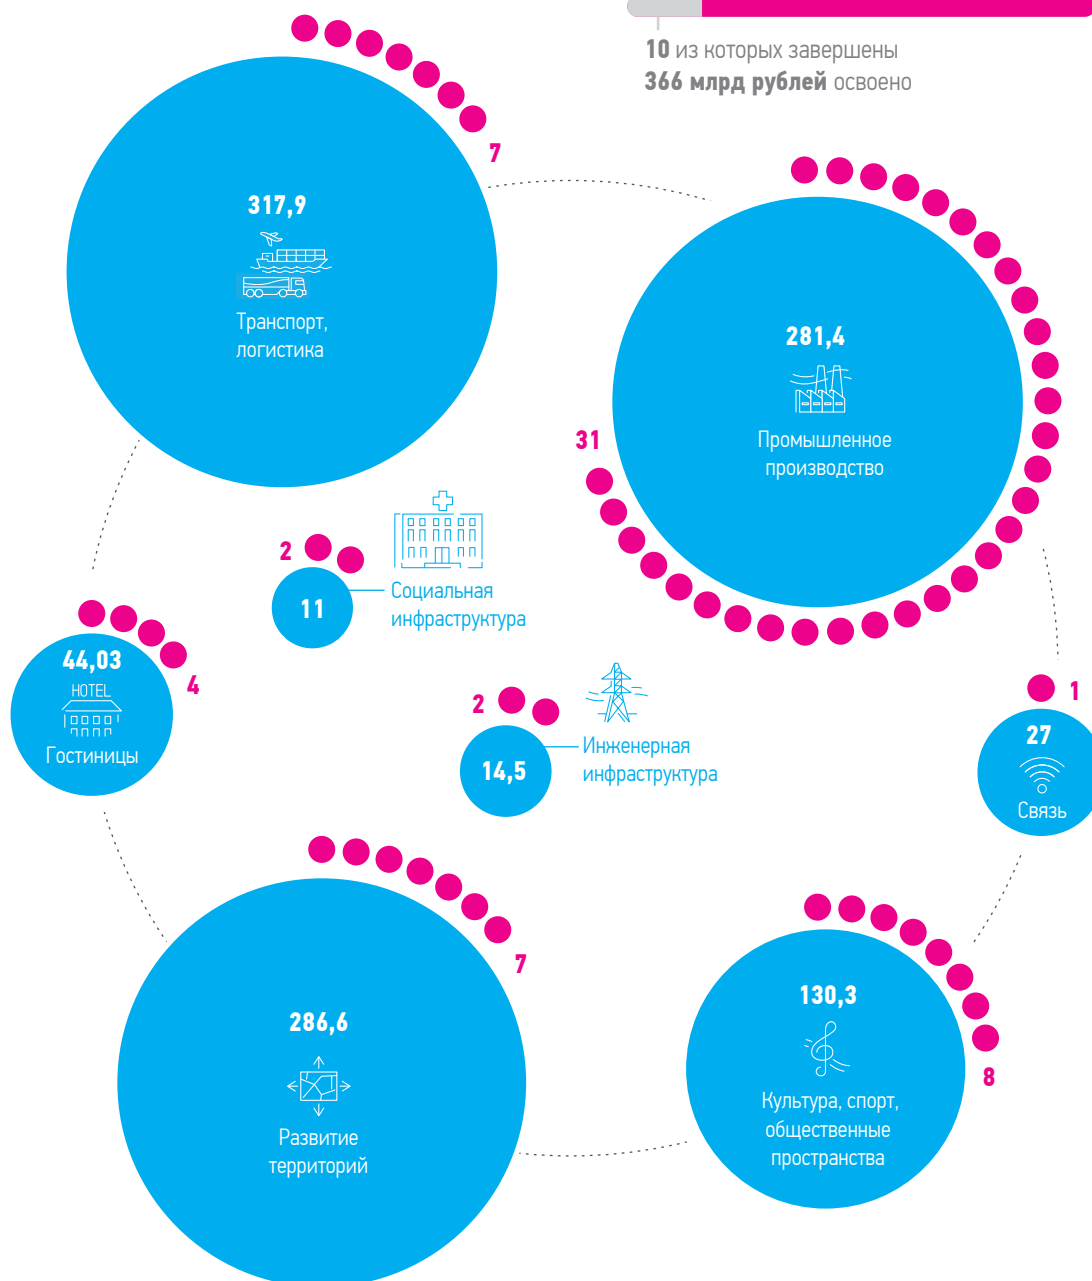 10 из которых завершены
366 млрд рублей освоено
7
317,9
Транспорт,
логистика
281,4
Промышленное
производство
31
2
11
Социальная
инфраструктура
44,03
HOTEL
Гостиницы
4
2
14,5
Инженерная
инфраструктура
1
27
Связь
7
286,6
Развитие
территорий
130,3
Культура, спорт,
общественные
пространства
8